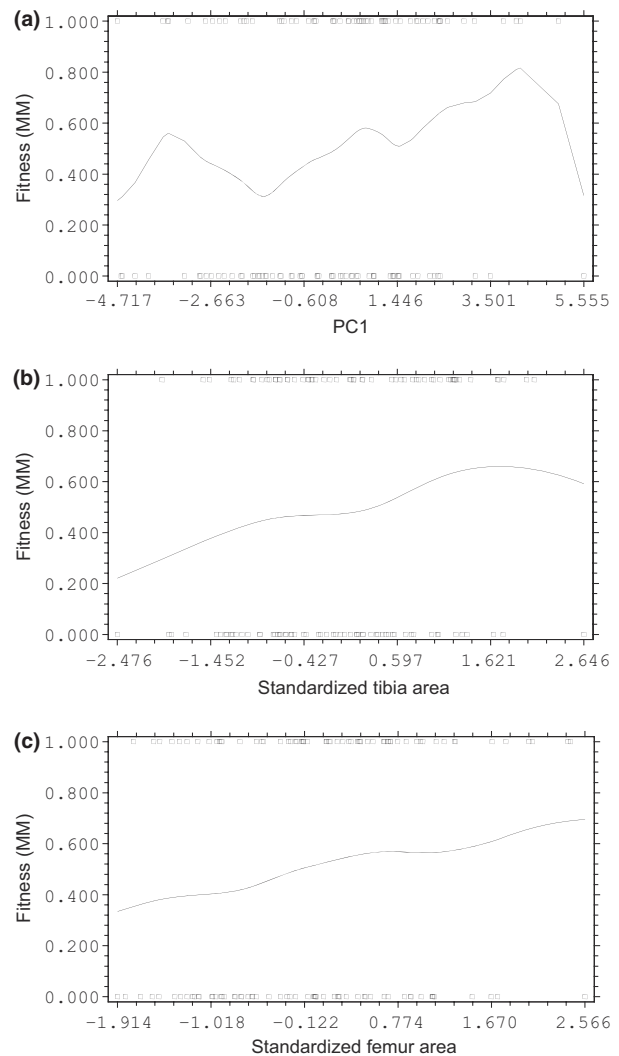 (a)
1.000
0.800
0.600
0.400
0.200
0.000
Fitness (MM)
-4.717 -2.663 -0.608 1.446 3.501 5.555
PC1
(b)
1.000
0.800
0.600
0.400
0.200
0.000
Fitness (MM)
-2.476 -1.452 -0.427 0.597 1.621 2.646
Standardized tibia area
(c)
1.000
0.800
0.600
0.400
0.200
0.000
Fitness (MM)
-1.914 -1.018 -0.122 0.774 1.670 2.566
Standardized femur area